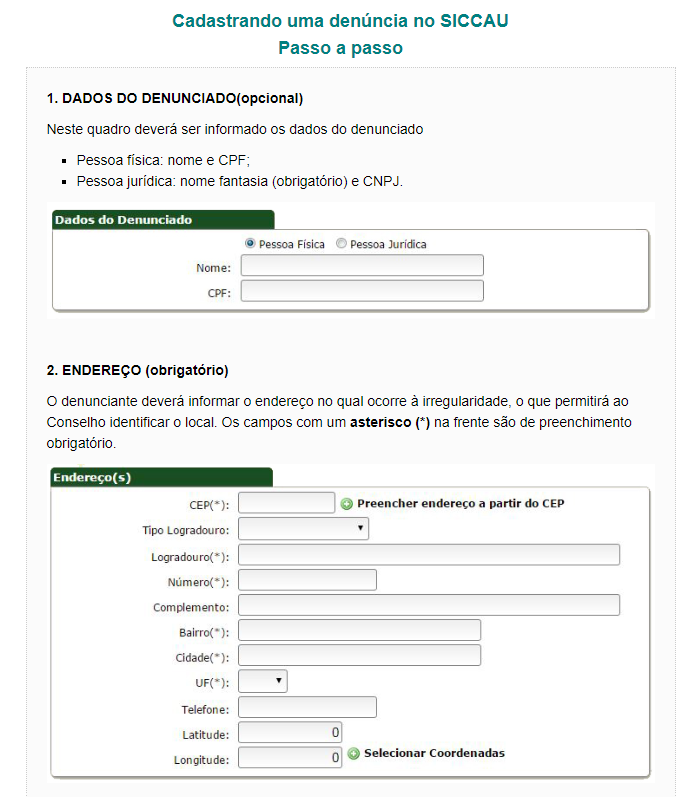 Cadastrando uma denúncia no SICCAU
Passo a passo
1. DADOS DO DENUNCIADO(opcional)
Neste quadro deverá ser informado os dados do denunciado
▪ Pessoa física: nome e CPF;
▪ Pessoa jurídica: nome fantasia (obrigatório) e CNPJ.
Dados do Denunciado
Pessoa Física Pessoa Jurídica
Nome:
CPF:
2. ENDEREÇO (obrigatório)
O denunciante deverá informar o endereço no qual ocorre à irregularidade, o que permitirá ao
Conselho identificar o local. Os campos com um asterisco (*) na frente são de preenchimento
obrigatório.
Endereço(s)
CEP(*): Preencher endereço a partir do CEP
Tipo Logradouro:
Logradouro(*):
Número(*):
Complemento:
Bairro(*):
Cidade(*):
UF(*):
Telefone:
Latitude: 0
Longitude: 0 Selecionar Coordenadas